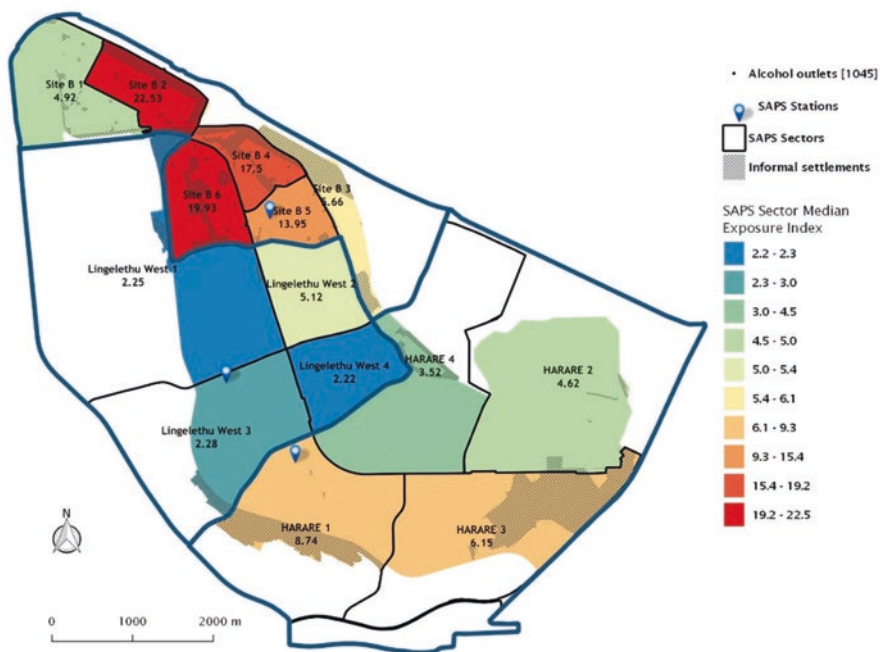 Site B 1
4.92
Site B 2
22.53
Site B 4
17.5
Site B 3
5.66
Site B 6
19.93
Site B 5
13.95
Lingelethu West 1
2.25
Lingelethu West 2
5.12
Lingelethu West 4
2.22
HARARE 4
3.52
HARARE 2
4.62
Lingelethu West 3
2.28
HARARE 1
8.74
HARARE 3
6.15
N
0 1000 2000 m
Alcohol outlets [1045]
SAPS Stations
SAPS Sectors
Informal settlements
SAPS Sector Median
Exposure Index
2.2 - 2.3
2.3 - 3.0
3.0 - 4.5
4.5 - 5.0
5.0 - 5.4
5.4 - 6.1
6.1 - 9.3
9.3 - 15.4
15.4 - 19.2
19.2 - 22.5